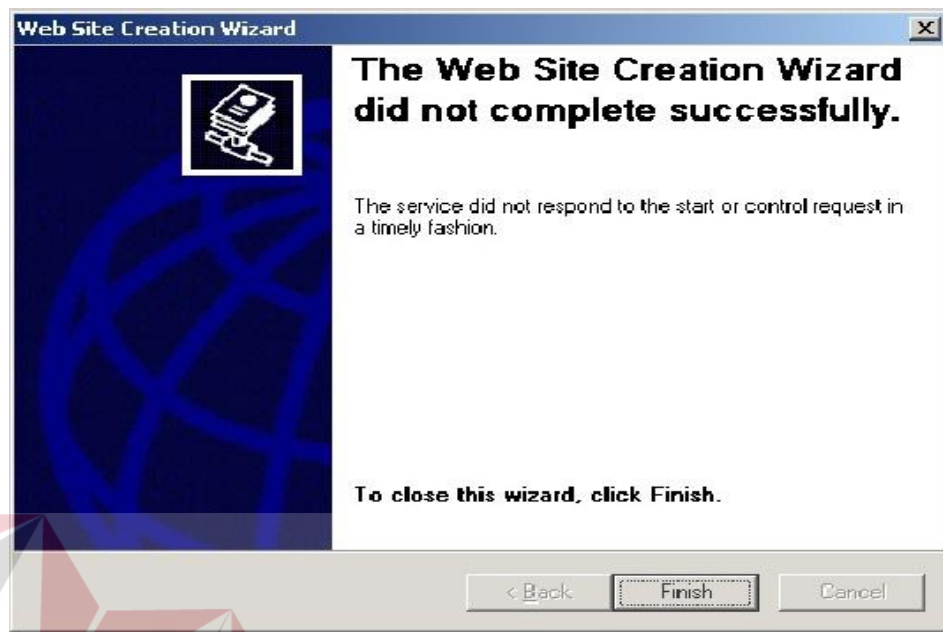 Web Site Creation Wizard
The Web Site Creation Wizard
did not complete successfully.
The service did not respond to the start or control request in
a timely fashion.
To close this wizard, click Finish.
< Back
Finish
Cancel